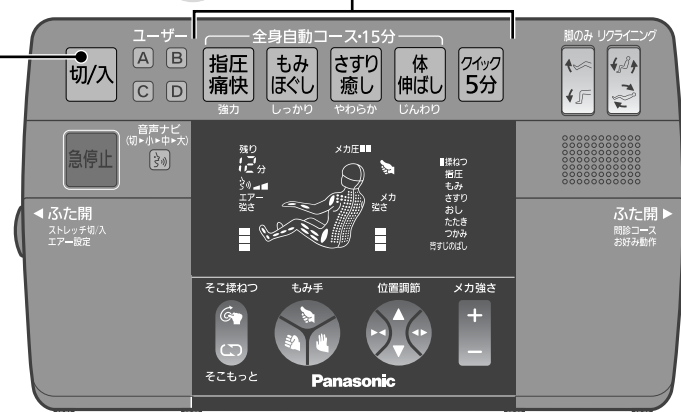 ユーザー
全身自動コース・15分
脚のみ リクライニング
切/入
A B
C D
指圧
痛快
もみ
ほぐし
さすり
癒し
体
伸ばし
クイック
5分
強力
しっかり
やわらか
じんわり
急停止
音声ナビ
(切▶小▶中▶大)
残り
12分
メカ圧
エアー
強さ
メカ
強さ
揉ねつ
指圧
もみ
さすり
おし
たたき
つかみ
背すじのばし
◀ふた開
ストレッチ切/入
エアー設定
ふた開▶
問診コース
お好み動作
そこ揉ねつ
もみ手
位置調節
メカ強さ
+
−
そこもっと
Panasonic